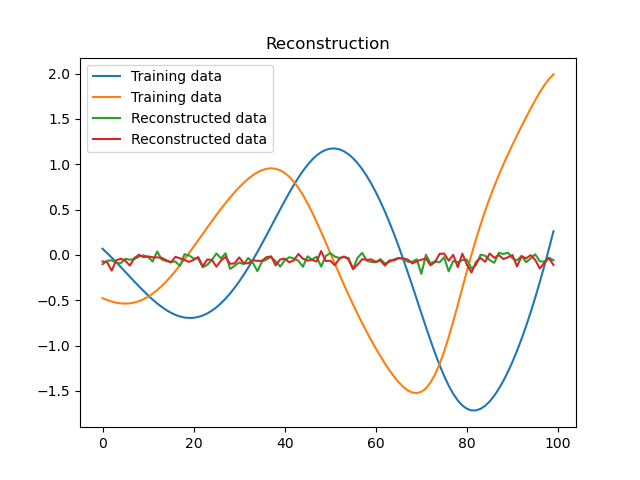 Reconstruction
Training data
Training data
Reconstructed data
Reconstructed data
2.0
1.5
1.0
0.5
0.0
−0.5
−1.0
−1.5
0 20 40 60 80 100